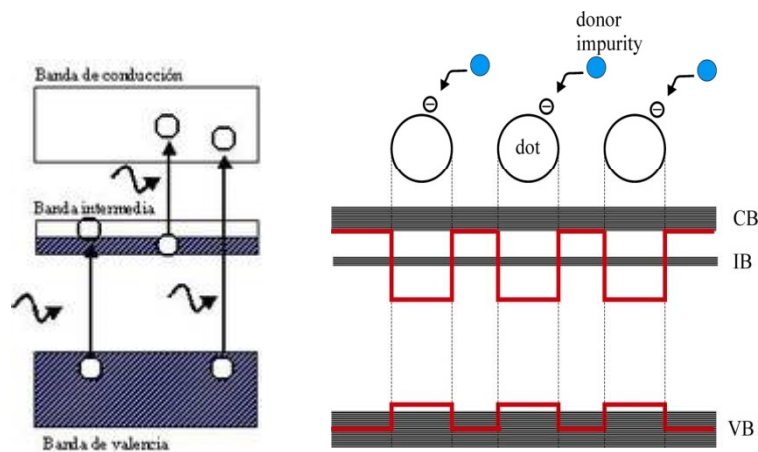 Banda de conducción
Banda intermedia
Banda de valencia
donor
impurity
dot
CB
IB
VB